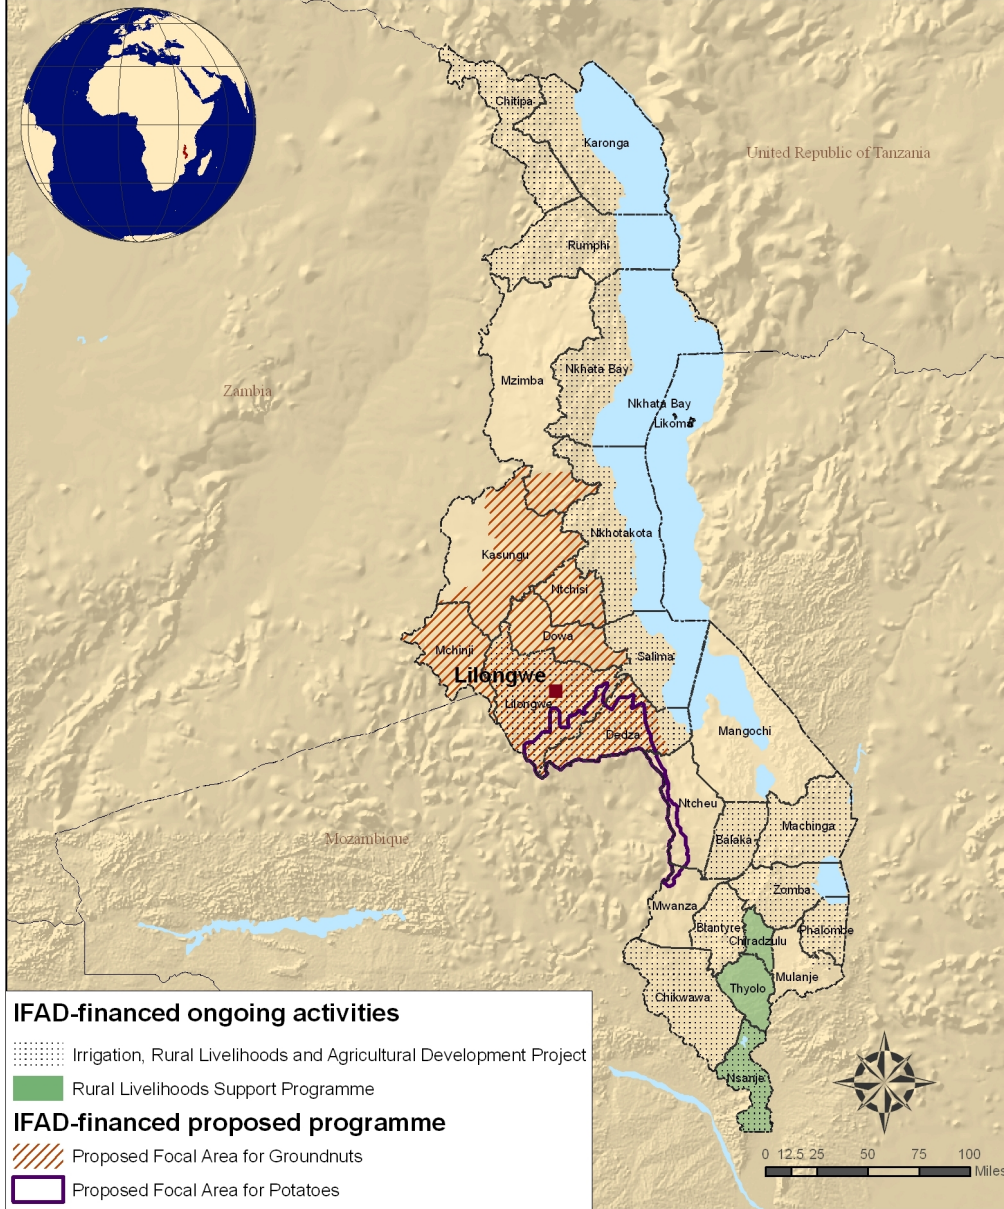 Chitipa
Karonga
United Republic of Tanzania
Rumphi
Mzimba
Nkhata Bay
Zambia
Nkhata Bay
Likoma
Nkhotakota
Kasungu
Ntchisi
Dowa
Mchinji
Salima
Lilongwe
Lilongwe
Dedza
Mangochi
Ntcheu
Machinga
Balaka
Mozambique
Zomba
Mwanza
Blantyre
Chiradzulu
Phalombe
Mulanje
Thyolo
Chikwawa
Nsanje
IFAD-financed ongoing activities
Irrigation, Rural Livelihoods and Agricultural Development Project
Rural Livelihoods Support Programme
IFAD-financed proposed programme
Proposed Focal Area for Groundnuts
Proposed Focal Area for Potatoes
0 12.5 25 50 75 100
Miles